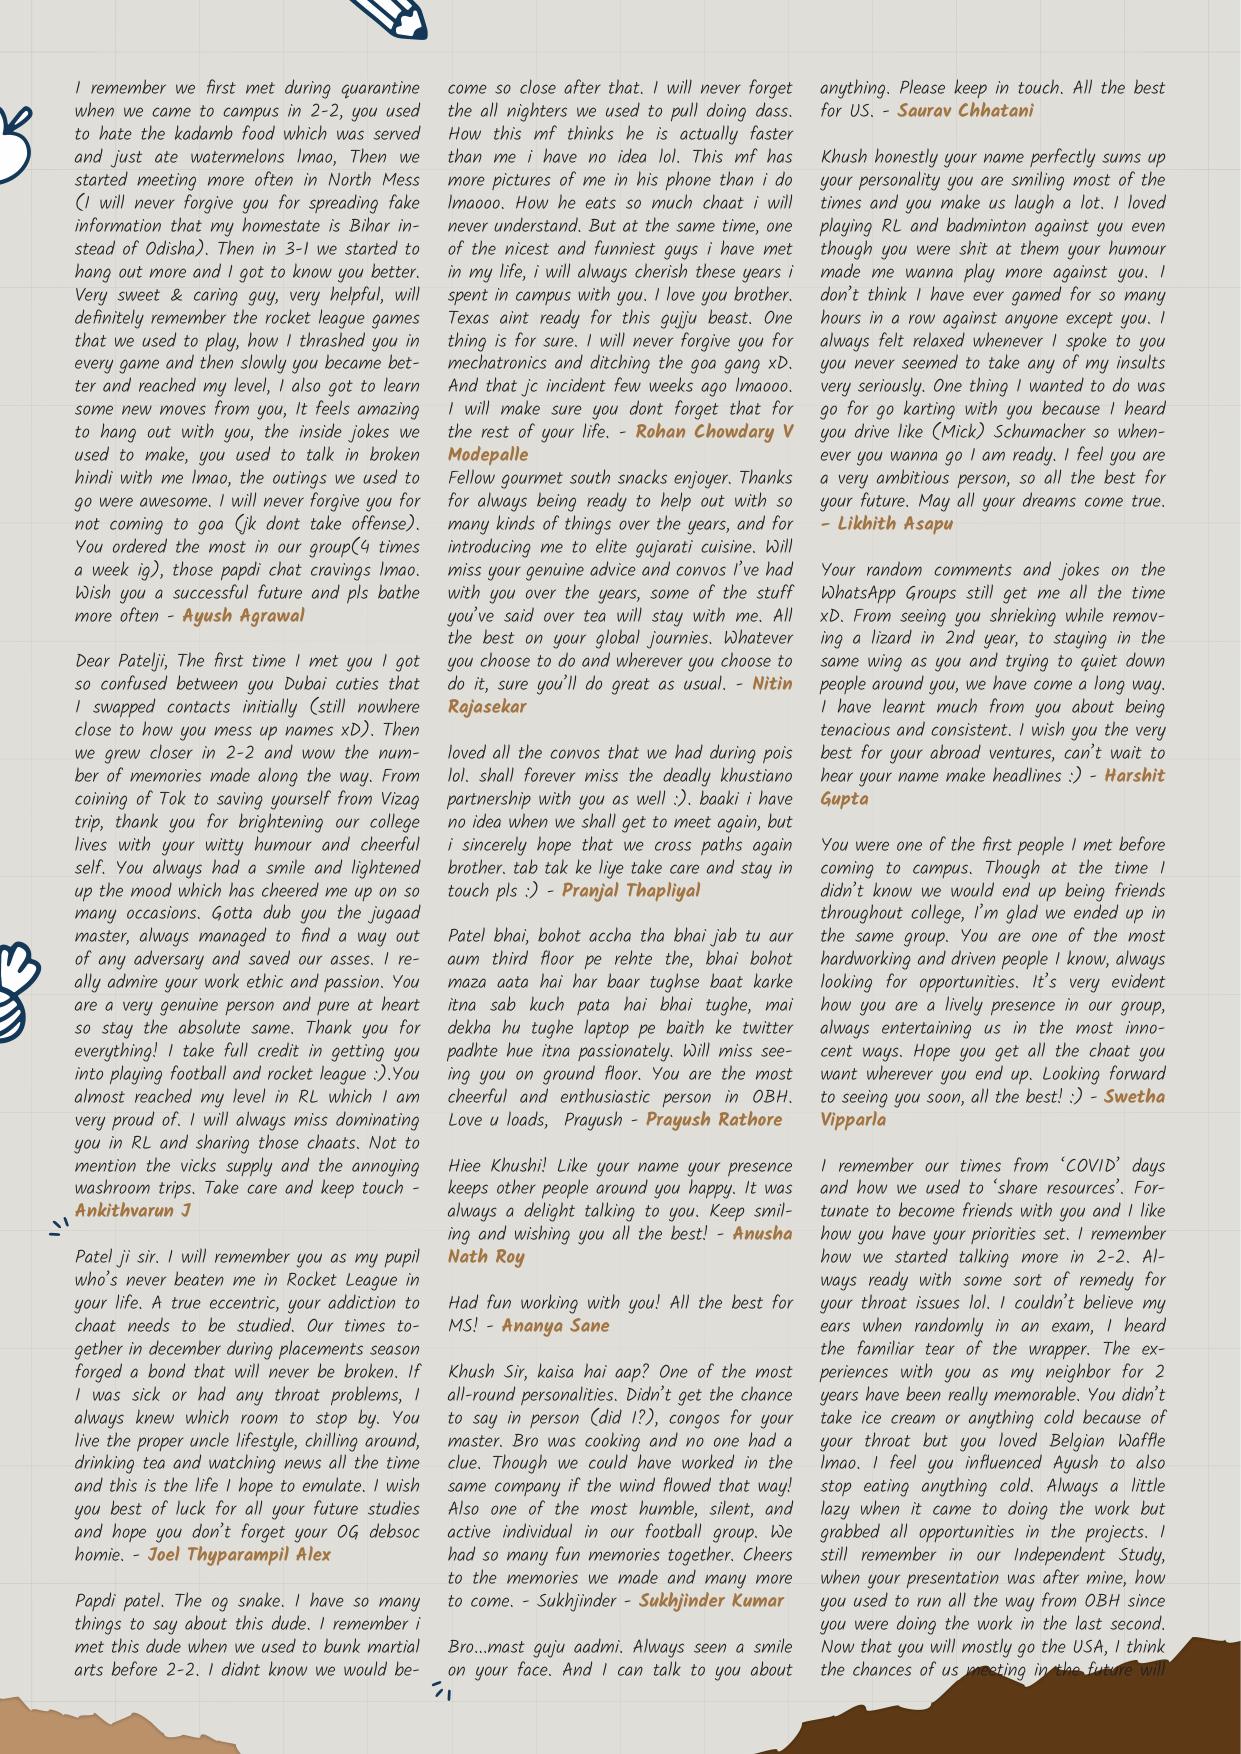 I remember we first met during quarantine
when we came to campus in 2-2, you used
to hate the kadamb food which was served
and just ate watermelons lmao, Then we
started meeting more often in North Mess
(I will never forgive you for spreading fake
information that my homestate is Bihar in-
stead of Odisha). Then in 3-1 we started to
hang out more and I got to know you better.
Very sweet & caring guy, very helpful, will
definitely remember the rocket league games
that we used to play, how I thrashed you in
every game and then slowly you became bet-
ter and reached my level, I also got to learn
some new moves from you, It feels amazing
to hang out with you, the inside jokes we
used to make, you used to talk in broken
hindi with me lmao, the outings we used to
go were awesome. I will never forgive you for
not coming to goa (jk dont take offense).
You ordered the most in our group(4 times
a week ig), those papdi chat cravings lmao.
Wish you a successful future and pls bathe
more often - Ayush Agrawal
Dear Patelji, The first time I met you I got
so confused between you Dubai cuties that
I swapped contacts initially (still nowhere
close to how you mess up names xD). Then
we grew closer in 2-2 and wow the num-
ber of memories made along the way. From
coining of Tok to saving yourself from Vizag
trip, thank you for brightening our college
lives with your witty humour and cheerful
self. You always had a smile and lightened
up the mood which has cheered me up on so
many occasions. Gotta dub you the jugaad
master, always managed to find a way out
of any adversary and saved our asses. I re-
ally admire your work ethic and passion. You
are a very genuine person and pure at heart
so stay the absolute same. Thank you for
everything! I take full credit in getting you
into playing football and rocket league :).You
almost reached my level in RL which I am
very proud of. I will always miss dominating
you in RL and sharing those chaats. Not to
mention the vicks supply and the annoying
washroom trips. Take care and keep touch -
Ankithvarun J
Patel ji sir. I will remember you as my pupil
who's never beaten me in Rocket League in
your life. A true eccentric, your addiction to
chaat needs to be studied. Our times to-
gether in december during placements season
forged a bond that will never be broken. If
I was sick or had any throat problems, I
always knew which room to stop by. You
live the proper uncle lifestyle, chilling around,
drinking tea and watching news all the time
and this is the life I hope to emulate. I wish
you best of luck for all your future studies
and hope you don't forget your OG debsoc
homie. - Joel Thyparampil Alex
Papdi patel. The og snake. I have so many
things to say about this dude. I remember i
met this dude when we used to bunk martial
arts before 2-2. I didnt know we would be-
come so close after that. I will never forget
the all nighters we used to pull doing dass.
How this mf thinks he is actually faster
than me i have no idea lol. This mf has
more pictures of me in his phone than i do
lmaooo. How he eats so much chaat i will
never understand. But at the same time, one
of the nicest and funniest guys i have met
in my life, i will always cherish these years i
spent in campus with you. I love you brother.
Texas aint ready for this gujju beast. One
thing is for sure. I will never forgive you for
mechatronics and ditching the goa gang xD.
And that jc incident few weeks ago lmaooo.
I will make sure you dont forget that for
the rest of your life. - Rohan Chowdary V
Modepalle
Fellow gourmet south snacks enjoyer. Thanks
for always being ready to help out with so
many kinds of things over the years, and for
introducing me to elite gujarati cuisine. Will
miss your genuine advice and convos I've had
with you over the years, some of the stuff
you've said over tea will stay with me. All
the best on your global journies. Whatever
you choose to do and wherever you choose to
do it, sure you'll do great as usual. - Nitin
Rajasekar
loved all the convos that we had during pois
lol. shall forever miss the deadly khustiano
partnership with you as well :). baaki i have
no idea when we shall get to meet again, but
i sincerely hope that we cross paths again
brother. tab tak ke liye take care and stay in
touch pls :) - Pranjal Thapliyal
Patel bhai, bohot accha tha bhai jab tu aur
aum third floor pe rehte the, bhai bohot
maza aata hai har baar tughse baat karke
itna sab kuch pata hai bhai tughe, mai
dekha hu tughe laptop pe baith ke twitter
padhte hue itna passionately. Will miss see-
ing you on ground floor. You are the most
cheerful and enthusiastic person in OBH.
Love u loads, Prayush - Prayush Rathore
Hiee Khushi! Like your name your presence
keeps other people around you happy. It was
always a delight talking to you. Keep smil-
ing and wishing you all the best! - Anusha
Nath Roy
Had fun working with you! All the best for
MS! - Ananya Sane
Khush Sir, kaisa hai aap? One of the most
all-round personalities. Didn't get the chance
to say in person (did I?), congos for your
master. Bro was cooking and no one had a
clue. Though we could have worked in the
same company if the wind flowed that way!
Also one of the most humble, silent, and
active individual in our football group. We
had so many fun memories together. Cheers
to the memories we made and many more
to come. - Sukhjinder - Sukhjinder Kumar
Bro...mast guju aadmi. Always seen a smile
on your face. And I can talk to you about
anything. Please keep in touch. All the best
for US. - Saurav Chhatani
Khush honestly your name perfectly sums up
your personality you are smiling most of the
times and you make us laugh a lot. I loved
playing RL and badminton against you even
though you were shit at them your humour
made me wanna play more against you. I
don't think I have ever gamed for so many
hours in a row against anyone except you. I
always felt relaxed whenever I spoke to you
you never seemed to take any of my insults
very seriously. One thing I wanted to do was
go for go karting with you because I heard
you drive like (Mick) Schumacher so when-
ever you wanna go I am ready. I feel you are
a very ambitious person, so all the best for
your future. May all your dreams come true.
- Likhith Asapu
Your random comments and jokes on the
WhatsApp Groups still get me all the time
xD. From seeing you shrieking while remov-
ing a lizard in 2nd year, to staying in the
same wing as you and trying to quiet down
people around you, we have come a long way.
I have learnt much from you about being
tenacious and consistent. I wish you the very
best for your abroad ventures, can't wait to
hear your name make headlines :) - Harshit
Gupta
You were one of the first people I met before
coming to campus. Though at the time I
didn't know we would end up being friends
throughout college, I'm glad we ended up in
the same group. You are one of the most
hardworking and driven people I know, always
looking for opportunities. It's very evident
how you are a lively presence in our group,
always entertaining us in the most inno-
cent ways. Hope you get all the chaat you
want wherever you end up. Looking forward
to seeing you soon, all the best! :) - Swetha
Vipparla
I remember our times from 'COVID' days
and how we used to 'share resources'. For-
tunate to become friends with you and I like
how you have your priorities set. I remember
how we started talking more in 2-2. Al-
ways ready with some sort of remedy for
your throat issues lol. I couldn't believe my
ears when randomly in an exam, I heard
the familiar tear of the wrapper. The ex-
periences with you as my neighbor for 2
years have been really memorable. You didn't
take ice cream or anything cold because of
your throat but you loved Belgian Waffle
lmao. I feel you influenced Ayush to also
stop eating anything cold. Always a little
lazy when it came to doing the work but
grabbed all opportunities in the projects. I
still remember in our Independent Study,
when your presentation was after mine, how
you used to run all the way from OBH since
you were doing the work in the last second.
Now that you will mostly go the USA, I think
the chances of us meeting in the future will